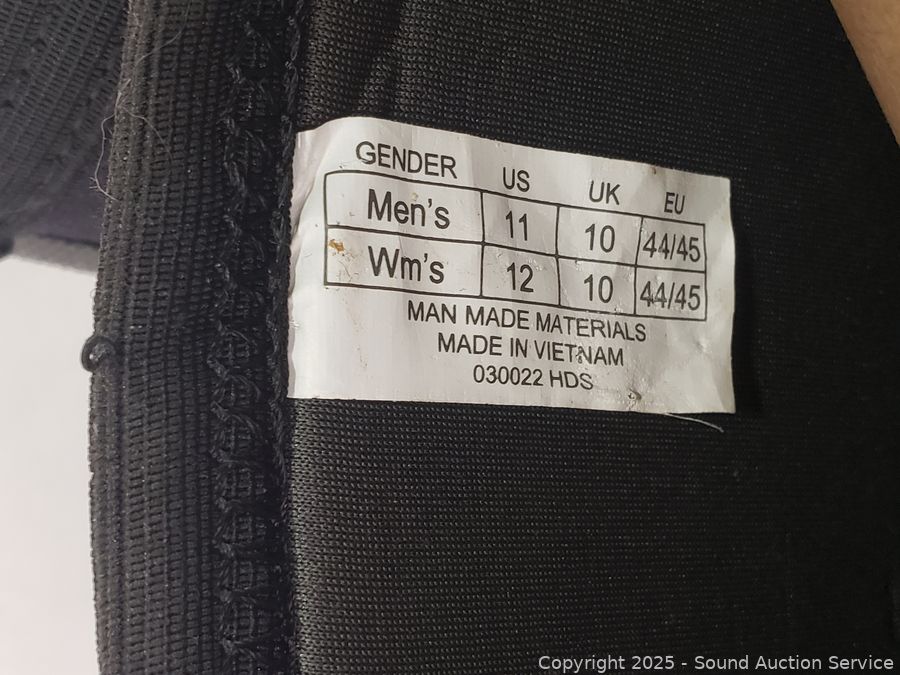 GENDER US UK EU
Men's 11 10 44/45
Wm's 12 10 44/45
MAN MADE MATERIALS
MADE IN VIETNAM
030022 HDS
Copyright © 2025 - Sound Auction Service